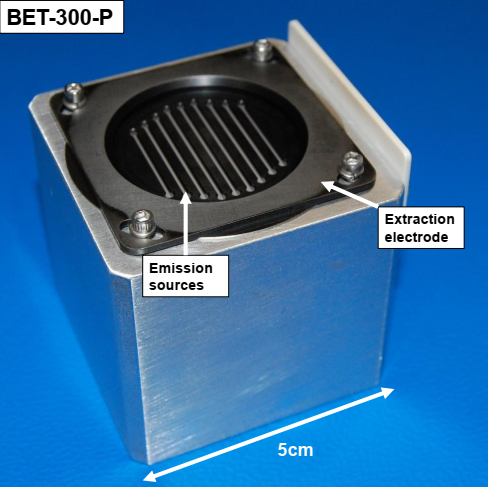 BET-300-P
Extraction
electrode
Emission
sources
5cm